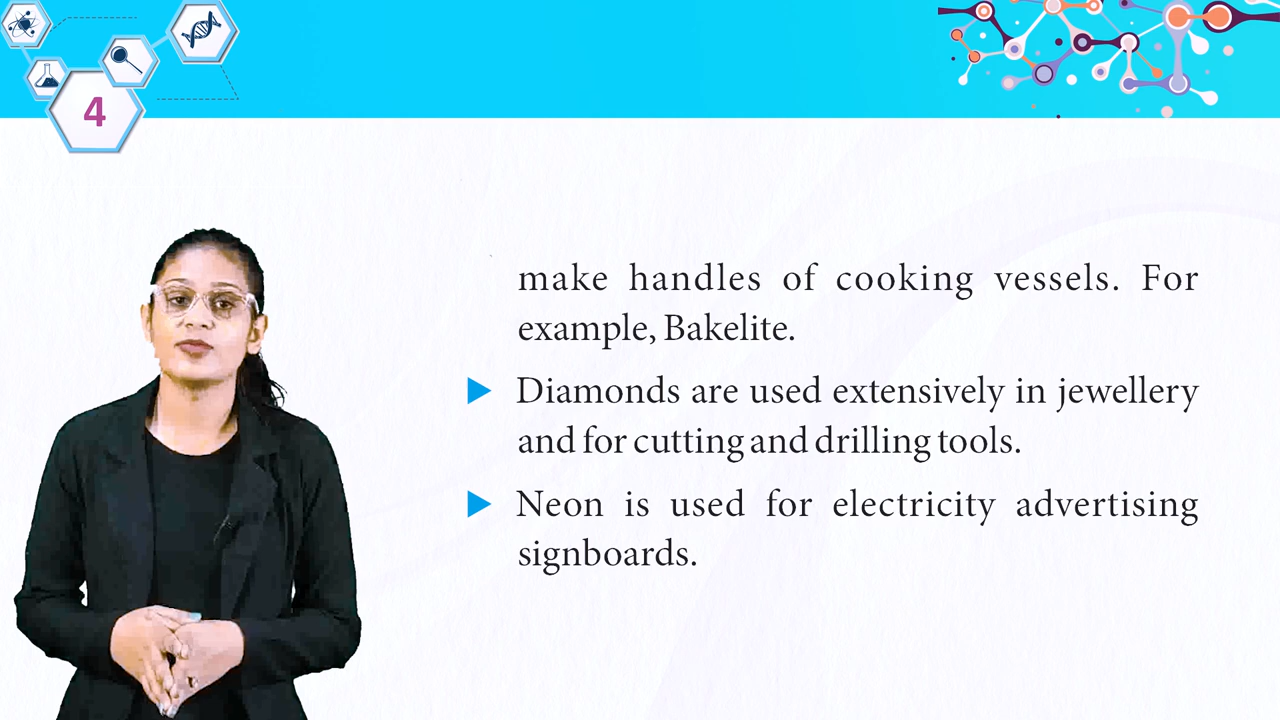 4
make handles of cooking vessels. For
example, Bakelite.
Diamonds are used extensively in jewellery
and for cutting and drilling tools.
Neon is used for electricity advertising
signboards.